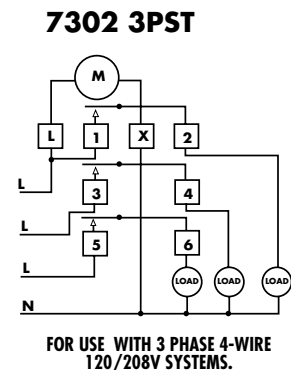 7302 3PST
M
L 1 X 2
L
3 4
L
5 6
L
LOAD LOAD LOAD
N
FOR USE WITH 3 PHASE 4-WIRE
120/208V SYSTEMS.